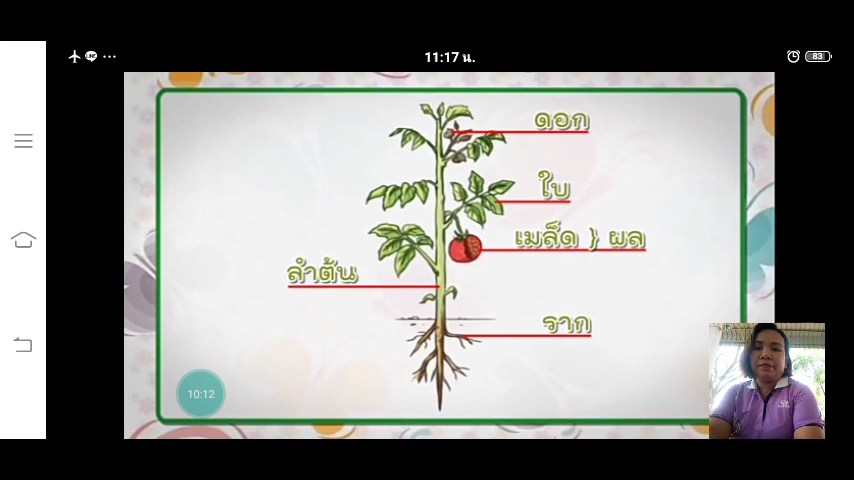 11:17 น.
83
ดอก
ใบ
เมล็ด } ผล
ลำต้น
ราก
10:12